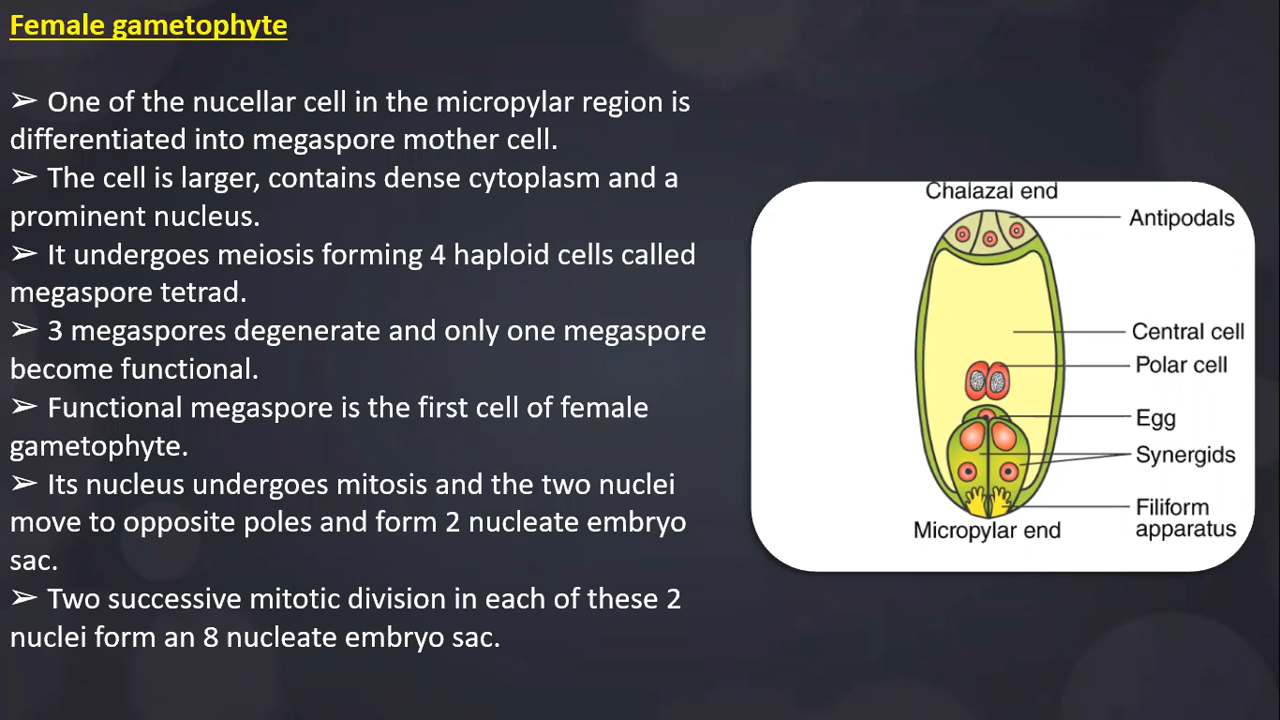 Female gametophyte
➢ One of the nucellar cell in the micropylar region is
differentiated into megaspore mother cell.
➢ The cell is larger, contains dense cytoplasm and a
prominent nucleus.
➢ It undergoes meiosis forming 4 haploid cells called
megaspore tetrad.
➢ 3 megaspores degenerate and only one megaspore
become functional.
➢ Functional megaspore is the first cell of female
gametophyte.
➢ Its nucleus undergoes mitosis and the two nuclei
move to opposite poles and form 2 nucleate embryo
sac.
➢ Two successive mitotic division in each of these 2
nuclei form an 8 nucleate embryo sac.
Chalazal end
Antipodals
Central cell
Polar cell
Egg
Synergids
Filiform
apparatus
Micropylar end